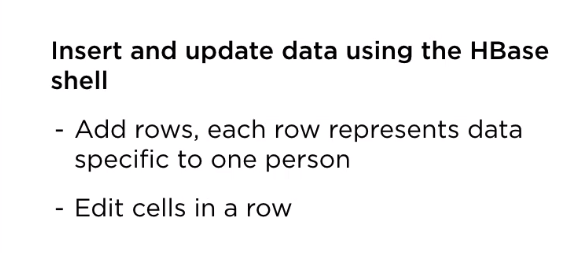 Insert and update data using the HBase
shell
- Add rows, each row represents data
specific to one person
- Edit cells in a row